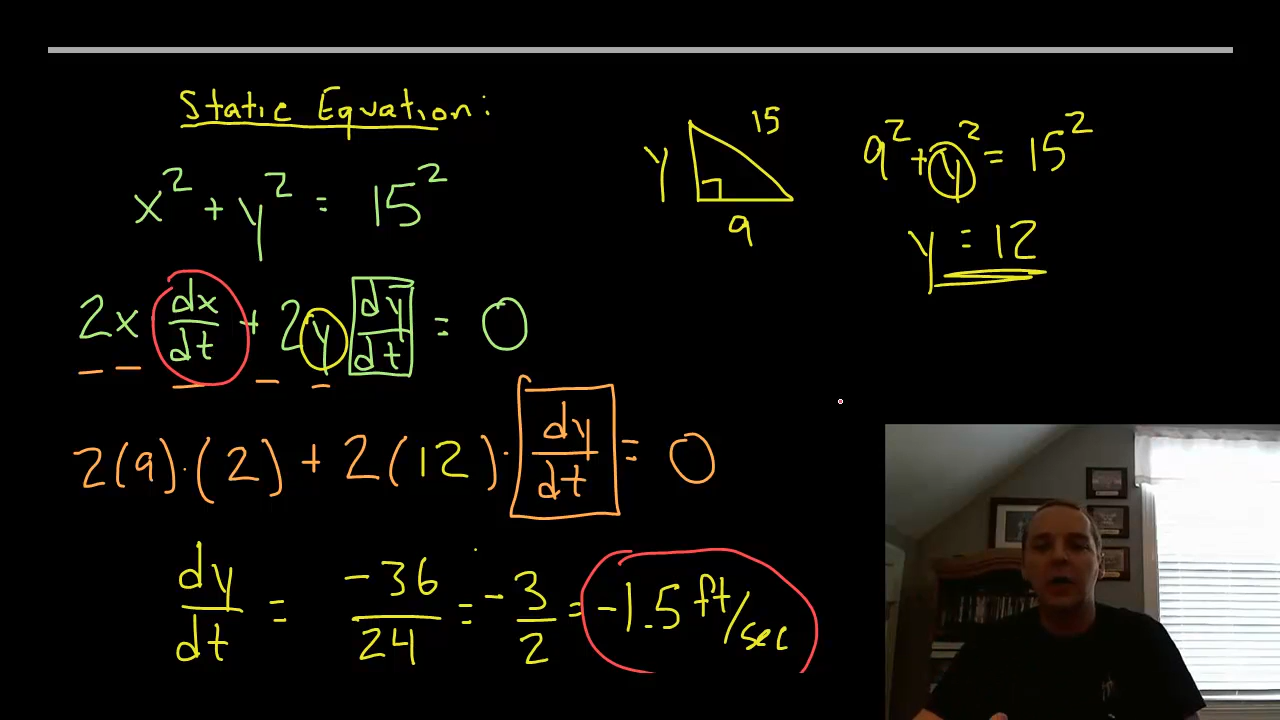 Static Equation:
x² + y² = 15²
2x dx/dt + 2y dy/dt = 0
2(9)·(2) + 2(12)· dy/dt = 0
dy/dt = -36/24 = -3/2 = -1.5 ft/sec
y
15
9
9² + y² = 15²
y = 12